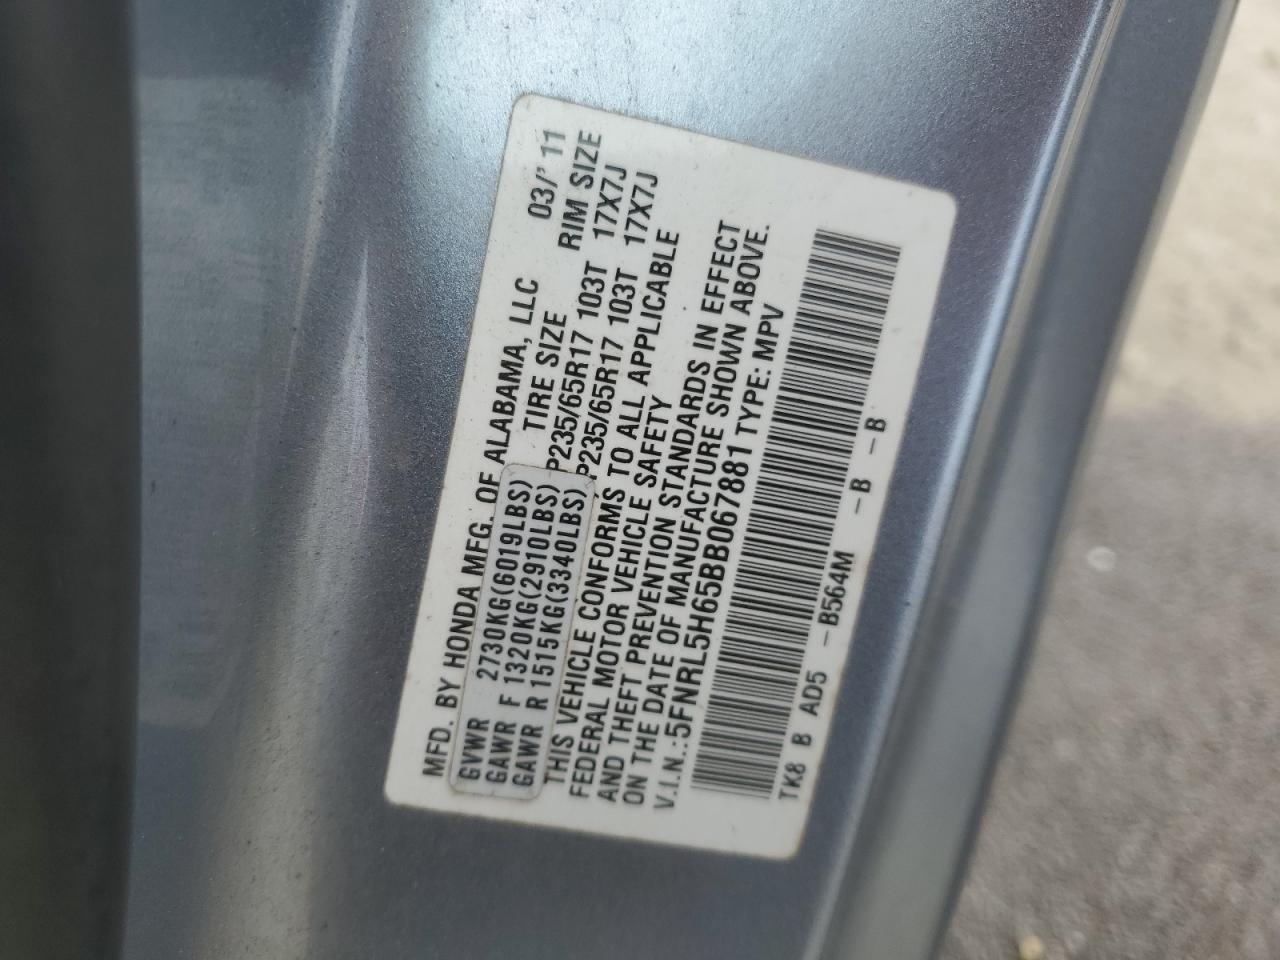 MFD. BY HONDA MFG. OF ALABAMA, LLC 03/'11
TIRE SIZE RIM SIZE
GVWR 2730KG(6019LBS)
GAWR F 1320KG(2910LBS) P235/65R17 103T 17X7J
GAWR R 1515KG(3340LBS) P235/65R17 103T 17X7J
THIS VEHICLE CONFORMS TO ALL APPLICABLE
FEDERAL MOTOR VEHICLE SAFETY
AND THEFT PREVENTION STANDARDS IN EFFECT
ON THE DATE OF MANUFACTURE SHOWN ABOVE.
V.I.N.:5FNRL5H65BB067881 TYPE: MPV
TK8 B AD5 -B564M -B -B